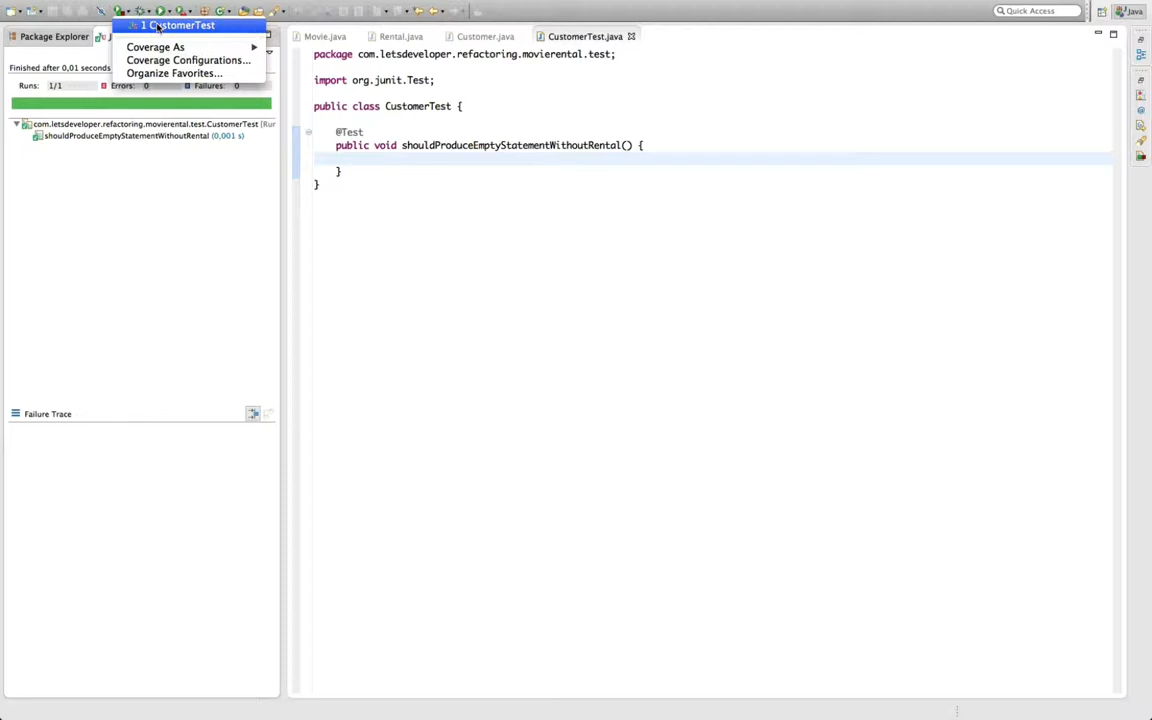 1 CustomerTest
Coverage As
Coverage Configurations...
Organize Favorites...
Quick Access
Java
Package Explorer
Movie.java
Rental.java
Customer.java
CustomerTest.java
Finished after 0,01 seconds
Runs: 1/1
Errors: 0
Failures: 0
com.letsdeveloper.refactoring.movierental.test.CustomerTest
shouldProduceEmptyStatementWithoutRental (0,001 s)
Failure Trace
package com.letsdeveloper.refactoring.movierental.test;
import org.junit.Test;
public class CustomerTest {
@Test
public void shouldProduceEmptyStatementWithoutRental() {
}
}